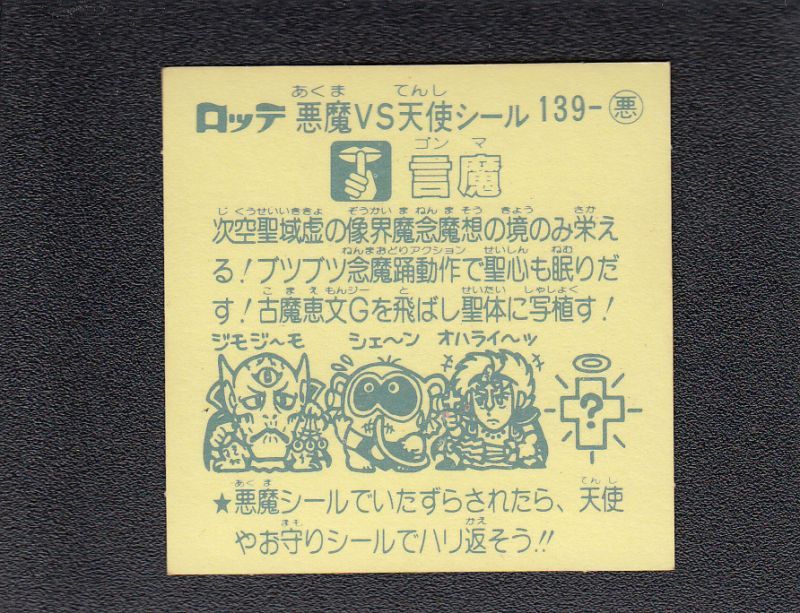 あくま てんし
ロッテ 悪魔VS天使シール 139-悪
ゴン マ
言魔
じくうせいいききょ ぞうかい まねんま そう きょう さか
次空聖域虚の像界魔念魔想の境のみ栄え
ねんまおどりアクション せいしん ねむ
る!ブツブツ念魔踊動作で聖心も眠りだ
こ ま え もんジー と せいたい しゃしょく
す!古魔恵文Gを飛ばし聖体に写植す!
ジモジ〜モ シェ〜ン オハライ〜ッ
?
あくま てんし
★悪魔シールでいたずらされたら、天使
まも かえ
やお守りシールでハリ返そう!!